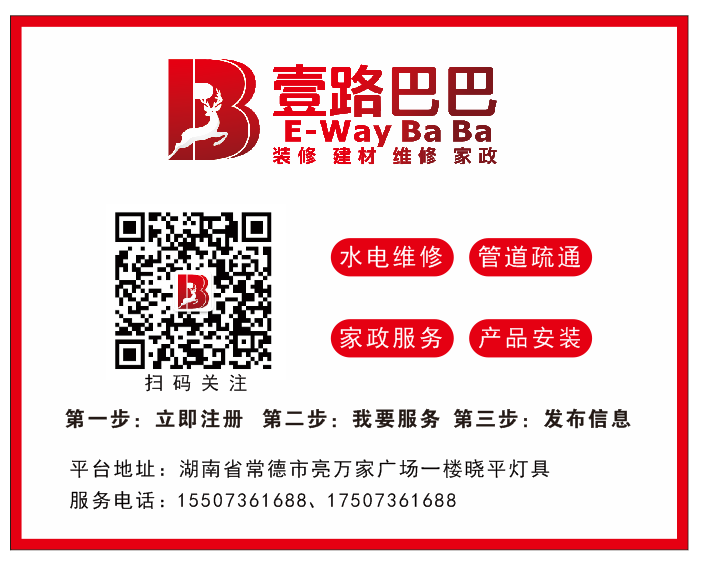 B
壹路巴巴
E-Way Ba Ba
装修 建材 维修 家政
B
扫码关注
水电维修 管道疏通
家政服务 产品安装
第一步：立即注册 第二步：我要服务 第三步：发布信息
平台地址：湖南省常德市亮万家广场一楼晓平灯具
服务电话：15507361688、17507361688